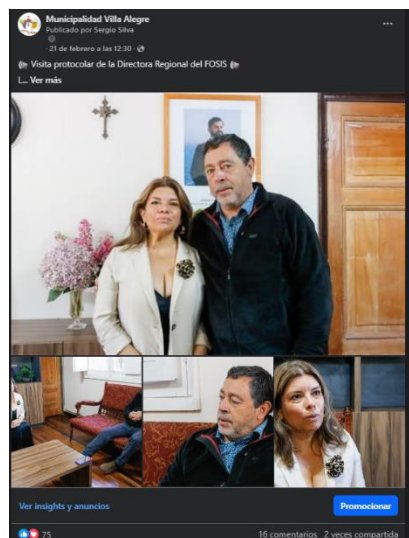 Municipalidad Villa Alegre
Publicado por Sergio Silva
· 21 de febrero a las 12:30 ·
Visita protocolar de la Directora Regional del FOSIS
L... Ver más
Ver insights y anuncios
Promocionar
75
16 comentarios 2 veces compartida